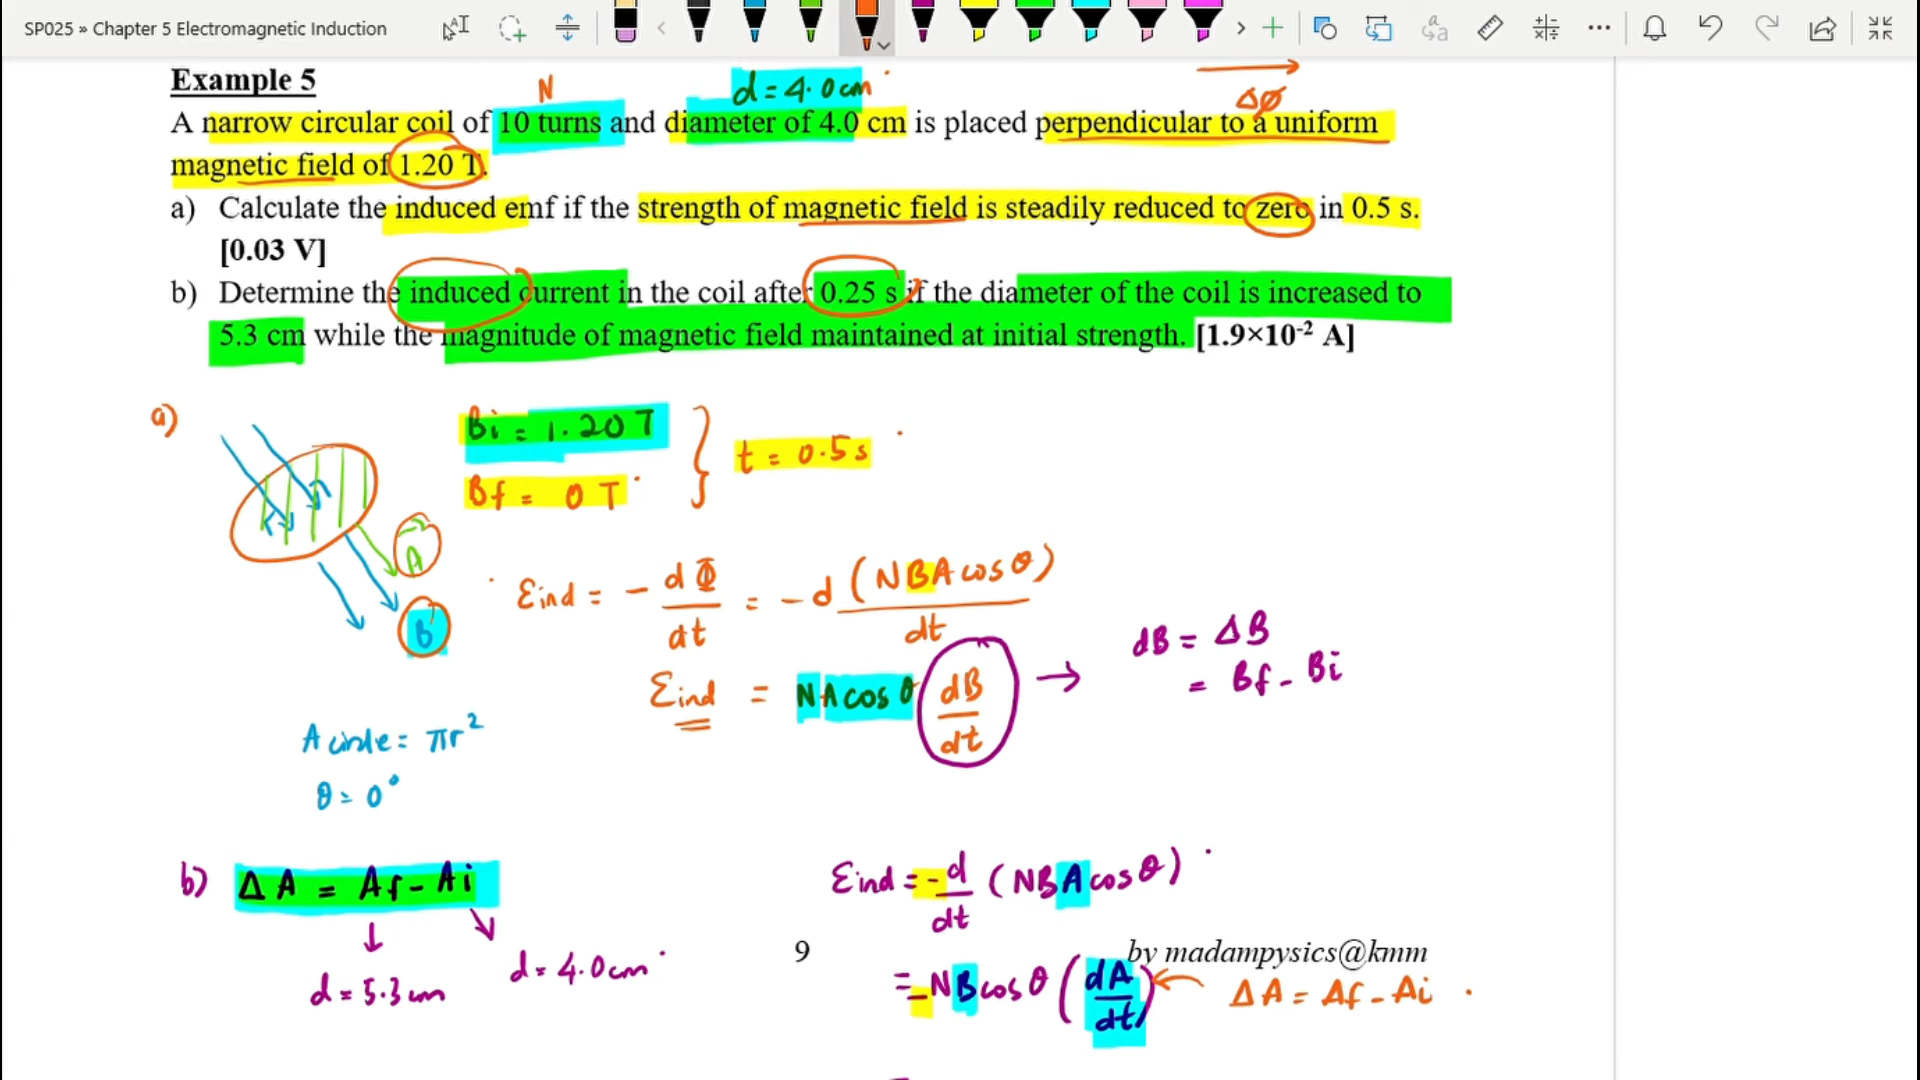 SP025 » Chapter 5 Electromagnetic Induction
Example 5
N
d = 4.0 cm
Δφ
A narrow circular coil of 10 turns and diameter of 4.0 cm is placed perpendicular to a uniform
magnetic field of 1.20 T.
a) Calculate the induced emf if the strength of magnetic field is steadily reduced to zero in 0.5 s.
[0.03 V]
b) Determine the induced current in the coil after 0.25 s if the diameter of the coil is increased to
5.3 cm while the magnitude of magnetic field maintained at initial strength. [1.9×10⁻² A]
a)
Bi = 1.20 T
Bf = 0 T
t = 0.5 s
A
B
Ɛind = - dΦ/dt = - d (NBA cos θ)/dt
Ɛind = NA cos θ (dB/dt) →
dB = ΔB
= Bf - Bi
A circle = πr²
θ = 0°
b) ΔA = Af - Ai
d = 5.3 cm
d = 4.0 cm
Ɛind = - d/dt (NBA cos θ)
9
by madampysics@kmm
= - NB cos θ (dA/dt) ← ΔA = Af - Ai